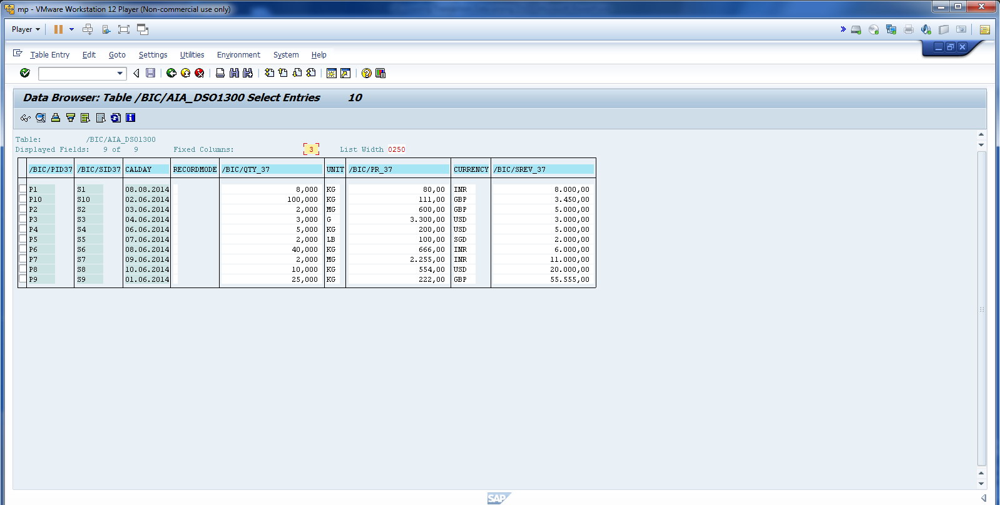 mp - VMware Workstation 12 Player (Non-commercial use only)
Player
Table Entry Edit Goto Settings Utilities Environment System Help
Data Browser: Table /BIC/AIA_DSO1300 Select Entries 10
Table: /BIC/AIA_DSO1300
Displayed Fields: 9 of 9 Fixed Columns: 3 List Width 0250
/BIC/PID37 /BIC/SID37 CALDAY RECORDMODE /BIC/QTY_37 UNIT /BIC/PR_37 CURRENCY /BIC/SREV_37
P1 S1 08.08.2014 8,000 KG 80,00 INR 8.000,00
P10 S10 02.06.2014 100,000 KG 111,00 GBP 3.450,00
P2 S2 03.06.2014 2,000 MG 600,00 GBP 5.000,00
P3 S3 04.06.2014 3,000 G 3.300,00 USD 3.000,00
P4 S4 06.06.2014 5,000 KG 200,00 USD 5.000,00
P5 S5 07.06.2014 2,000 LB 100,00 SGD 2.000,00
P6 S6 08.06.2014 40,000 KG 666,00 INR 6.000,00
P7 S7 09.06.2014 2,000 MG 2.255,00 INR 11.000,00
P8 S8 10.06.2014 10,000 KG 554,00 USD 20.000,00
P9 S9 01.06.2014 25,000 KG 222,00 GBP 55.555,00
SAP